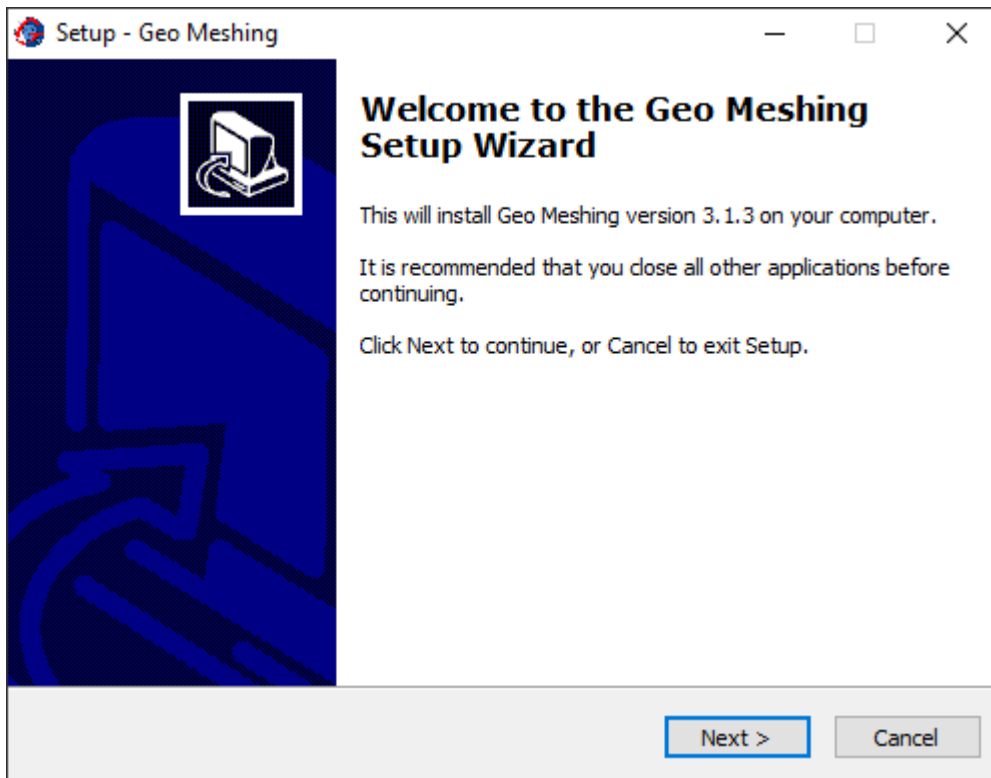 Setup - Geo Meshing
Welcome to the Geo Meshing
Setup Wizard
This will install Geo Meshing version 3.1.3 on your computer.
It is recommended that you close all other applications before
continuing.
Click Next to continue, or Cancel to exit Setup.
Next >
Cancel